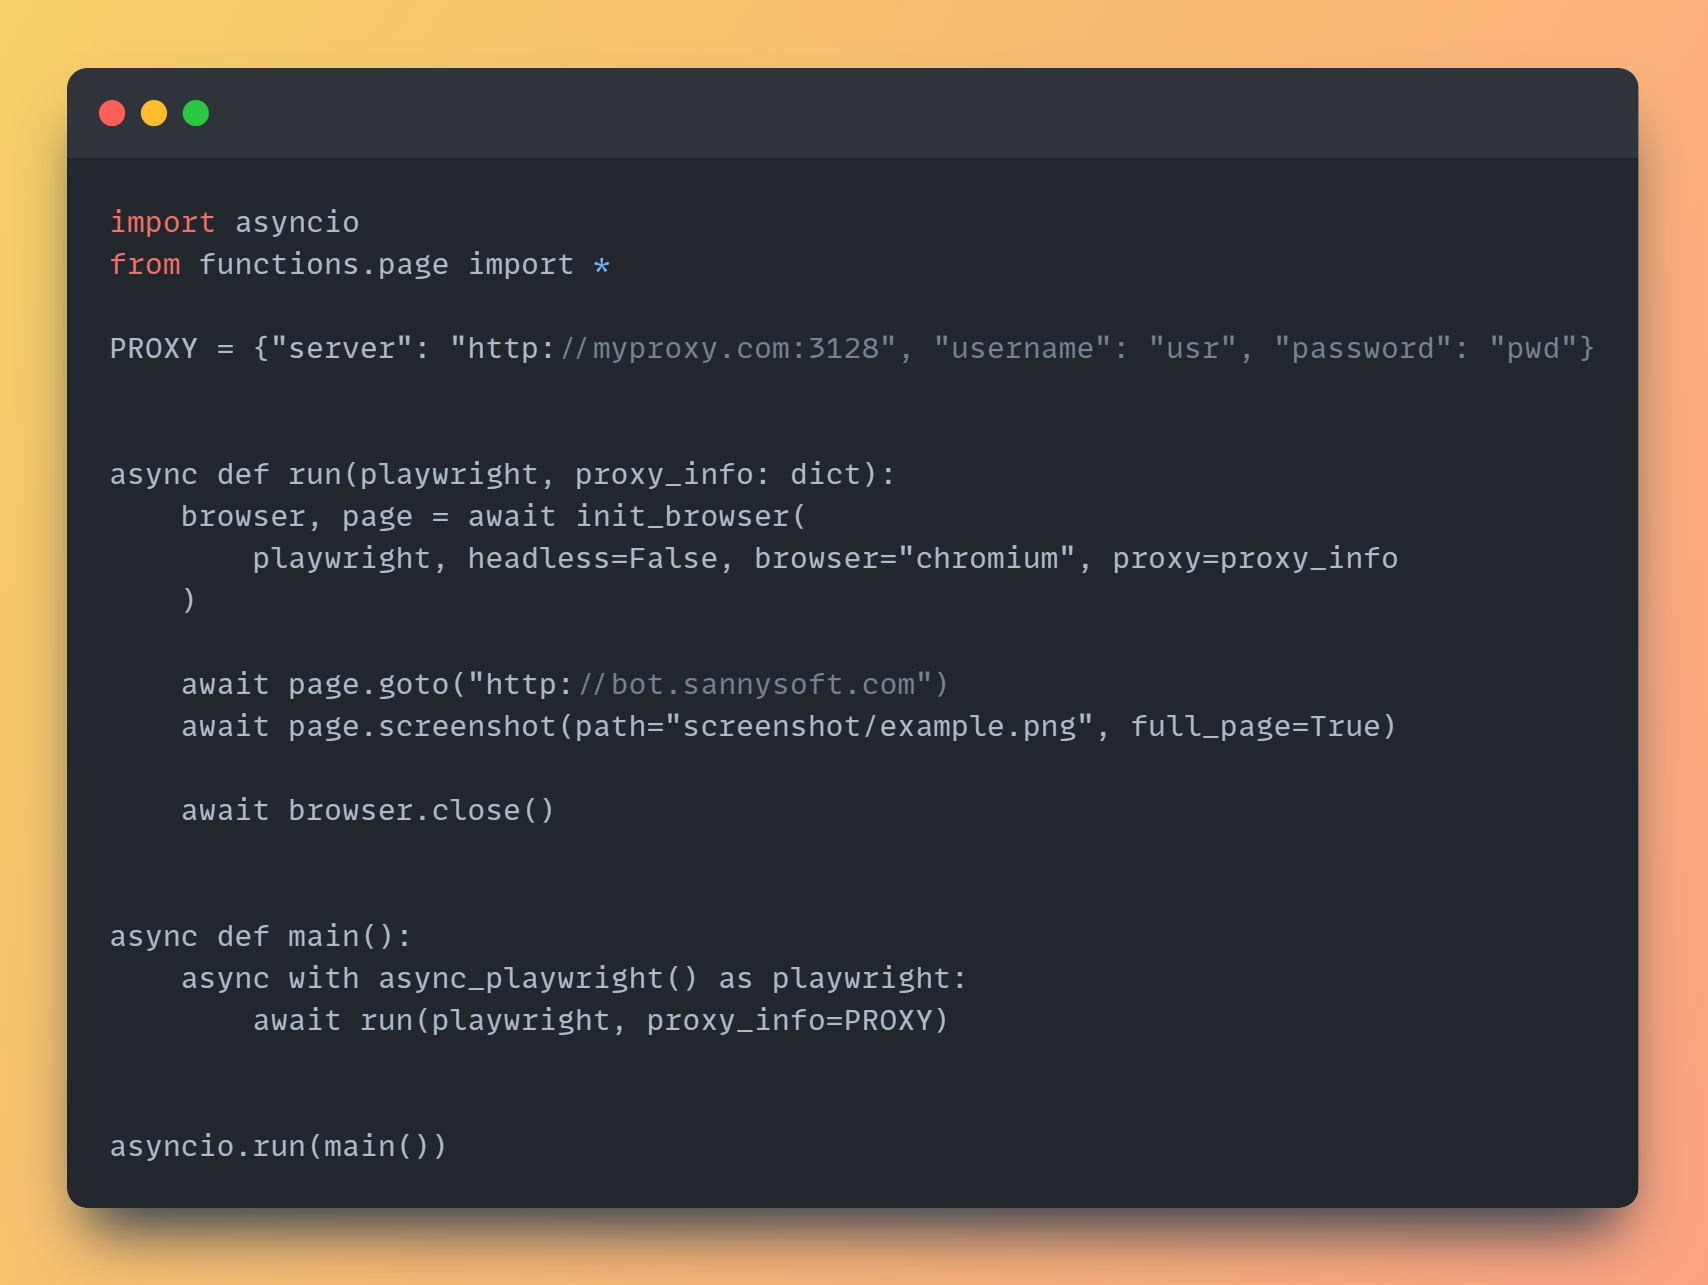 import asyncio
from functions.page import *

PROXY = {"server": "http://myproxy.com:3128", "username": "usr", "password": "pwd"}


async def run(playwright, proxy_info: dict):
    browser, page = await init_browser(
        playwright, headless=False, browser="chromium", proxy=proxy_info
    )

    await page.goto("http://bot.sannysoft.com")
    await page.screenshot(path="screenshot/example.png", full_page=True)

    await browser.close()


async def main():
    async with async_playwright() as playwright:
        await run(playwright, proxy_info=PROXY)


asyncio.run(main())